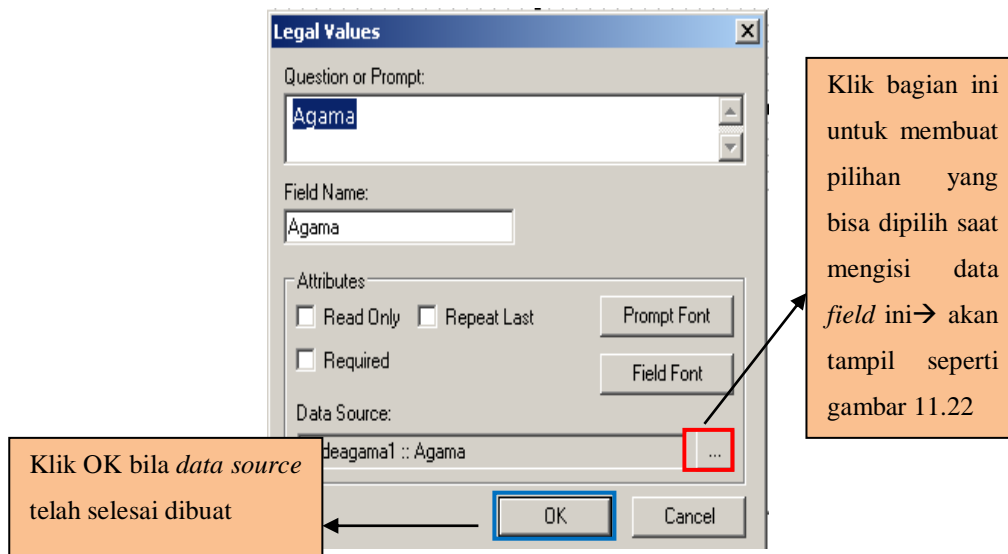 Legal Values
Question or Prompt:
Agama
Field Name:
Agama
Attributes
Read Only
Repeat Last
Prompt Font
Required
Field Font
Data Source:
deagama1 :: Agama
...
OK
Cancel
Klik bagian ini
untuk membuat
pilihan yang
bisa dipilih saat
mengisi data
field ini→ akan
tampil seperti
gambar 11.22
Klik OK bila data source
telah selesai dibuat